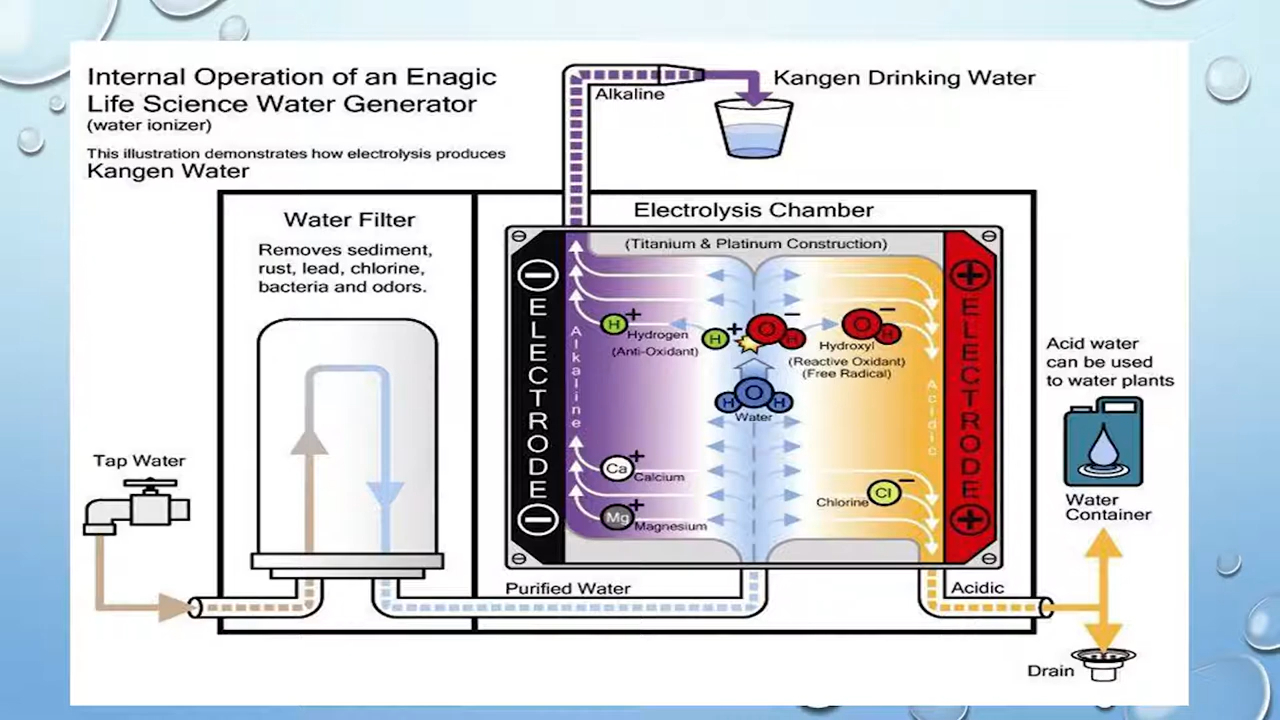 Internal Operation of an Enagic
Life Science Water Generator
(water ionizer)
This illustration demonstrates how electrolysis produces
Kangen Water
Alkaline
Kangen Drinking Water
Water Filter
Removes sediment,
rust, lead, chlorine,
bacteria and odors.
Electrolysis Chamber
(Titanium & Platinum Construction)
ELECTRODE
Alkaline
H
+
Hydrogen
(Anti-Oxidant)
H
+
O
H
−
O
H
−
Hydroxyl
(Reactive Oxidant)
(Free Radical)
H
O
H
Water
Ca
+
Calcium
Mg
+
Magnesium
Chlorine
Cl
−
Acidic
ELECTRODE
Tap Water
Purified Water
Acidic
Acid water
can be used
to water plants
Water
Container
Drain